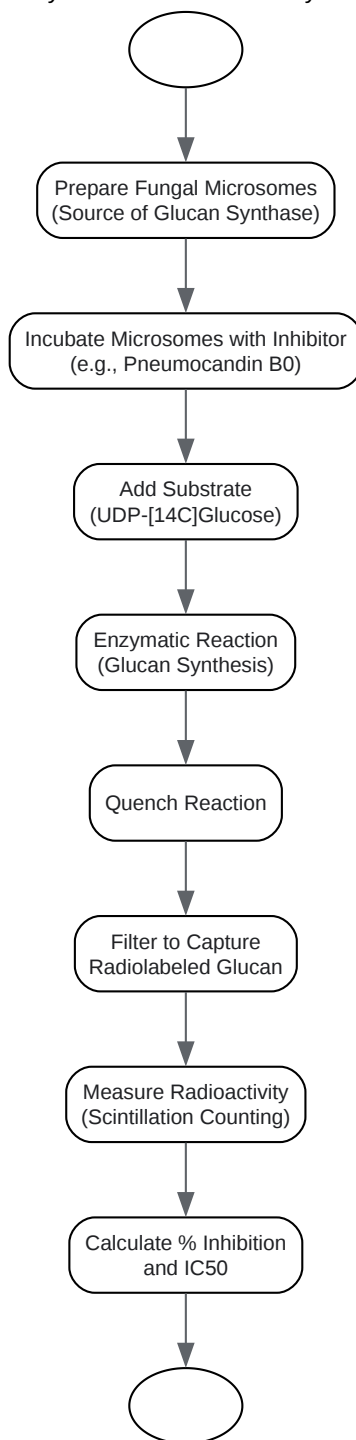 Prepare Fungal Microsomes
(Source of Glucan Synthase)
Incubate Microsomes with Inhibitor
(e.g., Pneumocandin B0)
Add Substrate
(UDP-[14C]Glucose)
Enzymatic Reaction
(Glucan Synthesis)
Quench Reaction
Filter to Capture
Radiolabeled Glucan
Measure Radioactivity
(Scintillation Counting)
Calculate % Inhibition
and IC50